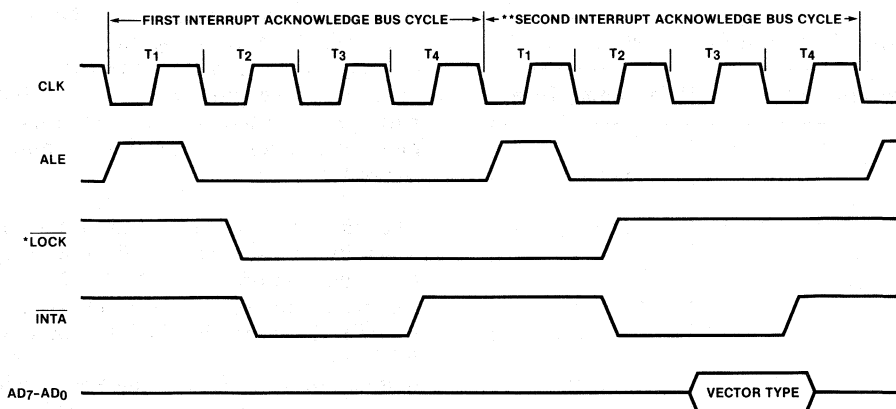 FIRST INTERRUPT ACKNOWLEDGE BUS CYCLE
**SECOND INTERRUPT ACKNOWLEDGE BUS CYCLE
T1 T2 T3 T4 T1 T2 T3 T4
CLK
ALE
*LOCK
INTA
AD7-AD0
VECTOR TYPE